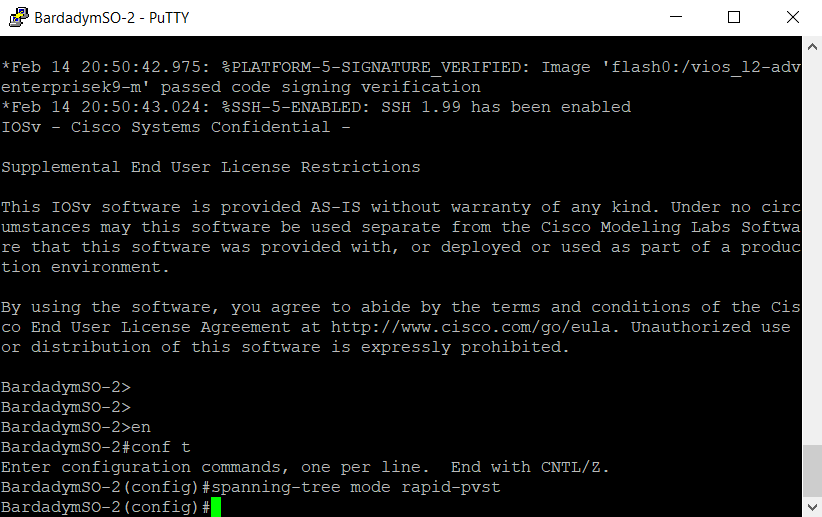 BardadymSO-2 - PuTTY
*Feb 14 20:50:42.975: %PLATFORM-5-SIGNATURE_VERIFIED: Image 'flash0:/vios_l2-adv
enterprisek9-m' passed code signing verification
*Feb 14 20:50:43.024: %SSH-5-ENABLED: SSH 1.99 has been enabled
IOSv - Cisco Systems Confidential -
Supplemental End User License Restrictions
This IOSv software is provided AS-IS without warranty of any kind. Under no circ
umstances may this software be used separate from the Cisco Modeling Labs Softwa
re that this software was provided with, or deployed or used as part of a produc
tion environment.
By using the software, you agree to abide by the terms and conditions of the Cis
co End User License Agreement at http://www.cisco.com/go/eula. Unauthorized use
or distribution of this software is expressly prohibited.
BardadymSO-2>
BardadymSO-2>
BardadymSO-2>en
BardadymSO-2#conf t
Enter configuration commands, one per line.  End with CNTL/Z.
BardadymSO-2(config)#spanning-tree mode rapid-pvst
BardadymSO-2(config)#